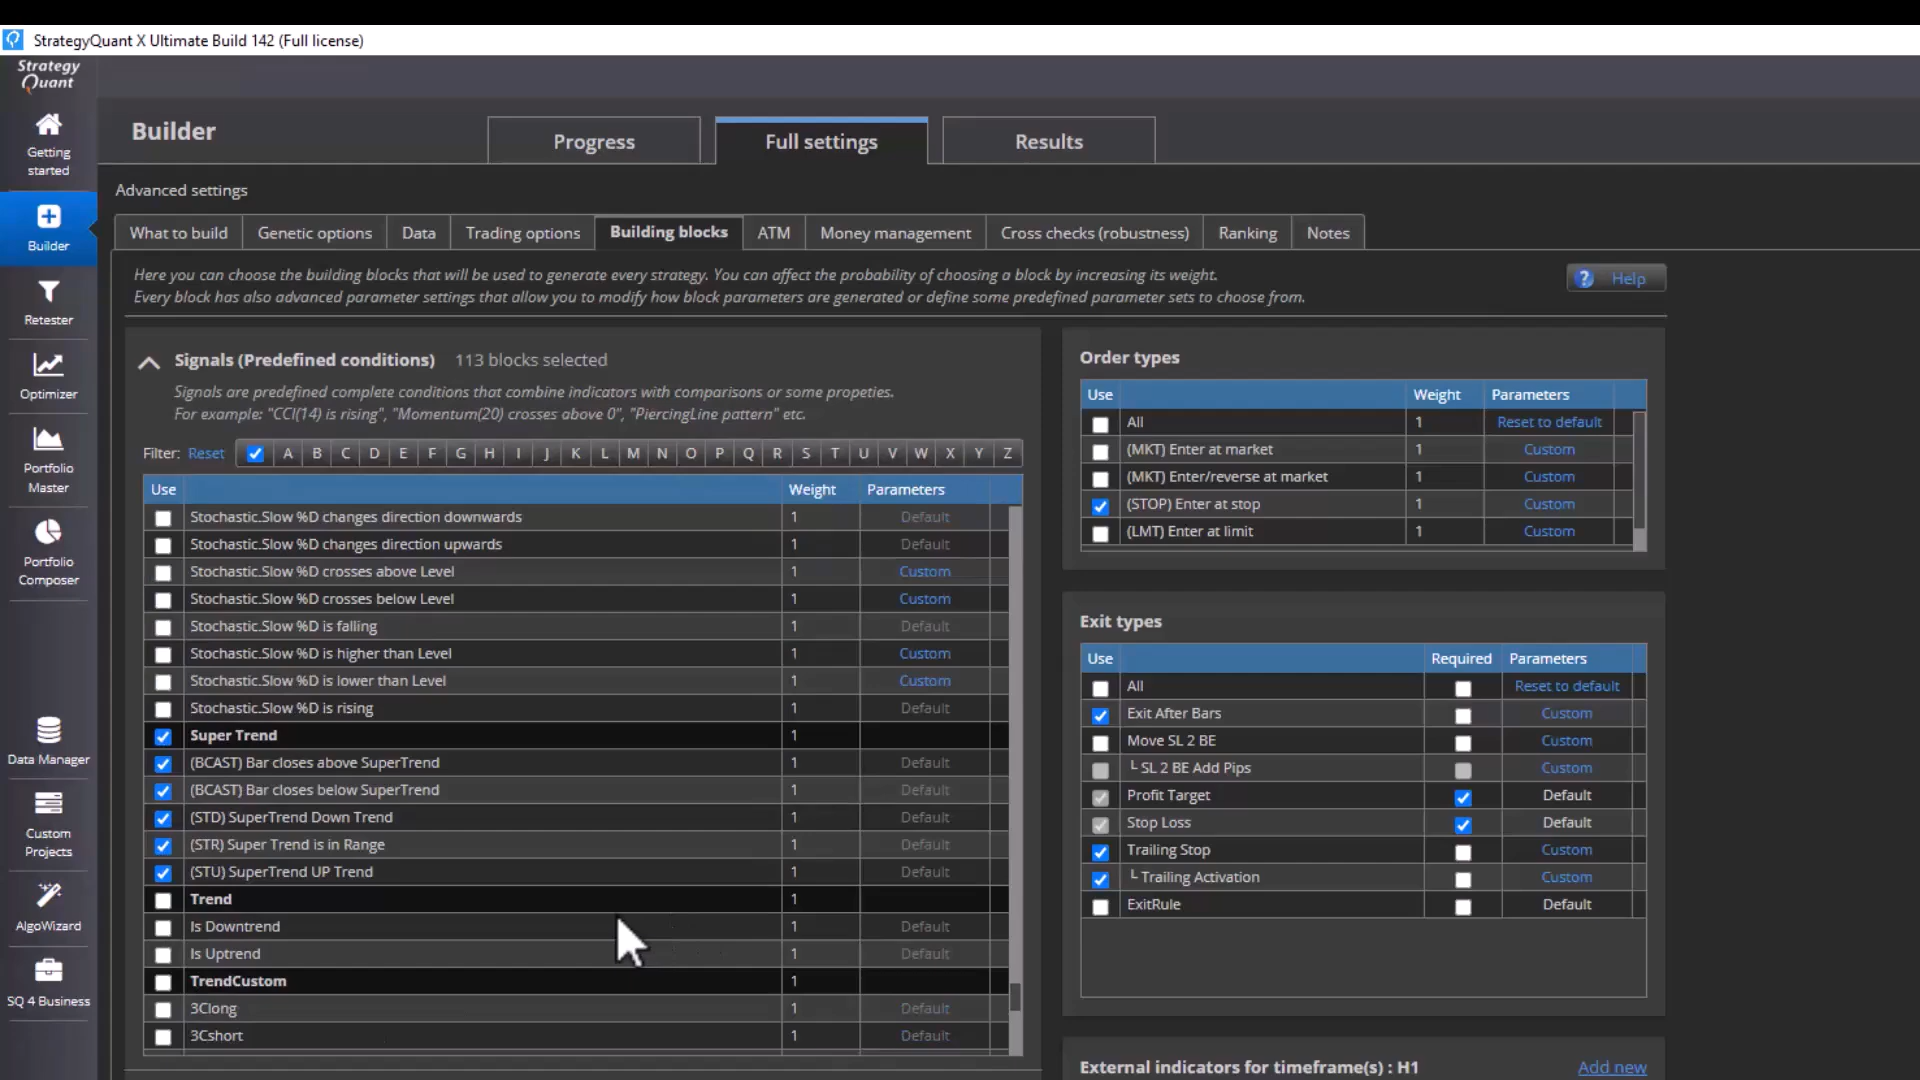 StrategyQuant X Ultimate Build 142 (Full license)
Strategy
Quant
Getting
started
Builder
Retester
Optimizer
Portfolio
Master
Portfolio
Composer
Data Manager
Custom
Projects
AlgoWizard
SQ 4 Business
Builder
Progress
Full settings
Results
Advanced settings
What to build
Genetic options
Data
Trading options
Building blocks
ATM
Money management
Cross checks (robustness)
Ranking
Notes
Here you can choose the building blocks that will be used to generate every strategy. You can affect the probability of choosing a block by increasing its weight.
Every block has also advanced parameter settings that allow you to modify how block parameters are generated or define some predefined parameter sets to choose from.
? Help
Signals (Predefined conditions) 113 blocks selected
Signals are predefined complete conditions that combine indicators with comparisons or some propeties.
For example: "CCI(14) is rising", "Momentum(20) crosses above 0", "PiercingLine pattern" etc.
Filter: Reset A B C D E F G H I J K L M N O P Q R S T U V W X Y Z
Use Weight Parameters
Stochastic.Slow %D changes direction downwards 1 Default
Stochastic.Slow %D changes direction upwards 1 Default
Stochastic.Slow %D crosses above Level 1 Custom
Stochastic.Slow %D crosses below Level 1 Custom
Stochastic.Slow %D is falling 1 Default
Stochastic.Slow %D is higher than Level 1 Custom
Stochastic.Slow %D is lower than Level 1 Custom
Stochastic.Slow %D is rising 1 Default
Super Trend 1
(BCAST) Bar closes above SuperTrend 1 Default
(BCAST) Bar closes below SuperTrend 1 Default
(STD) SuperTrend Down Trend 1 Default
(STR) Super Trend is in Range 1 Default
(STU) SuperTrend UP Trend 1 Default
Trend 1
Is Downtrend 1 Default
Is Uptrend 1 Default
TrendCustom 1
3Clong 1 Default
3Cshort 1 Default
Order types
Use Weight Parameters
All 1 Reset to default
(MKT) Enter at market 1 Custom
(MKT) Enter/reverse at market 1 Custom
(STOP) Enter at stop 1 Custom
(LMT) Enter at limit 1 Custom
Exit types
Use Required Parameters
All Reset to default
Exit After Bars Custom
Move SL 2 BE Custom
└ SL 2 BE Add Pips Custom
Profit Target Default
Stop Loss Default
Trailing Stop Custom
└ Trailing Activation Custom
ExitRule Default
External indicators for timeframe(s) : H1 Add new